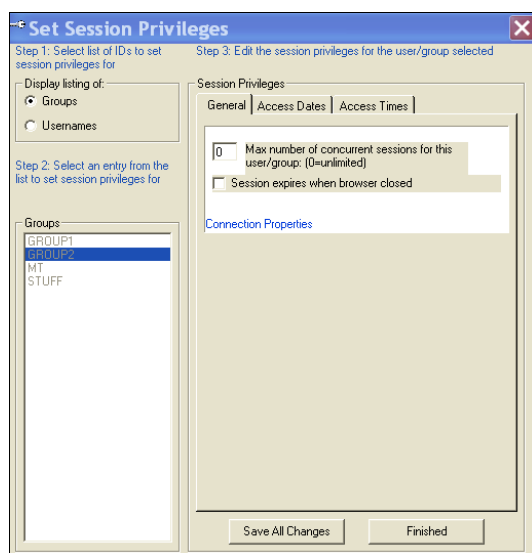 Set Session Privileges
Step 1: Select list of IDs to set
session privileges for
Display listing of:
Groups
Usernames
Step 2: Select an entry from the
list to set session privileges for
Groups
GROUP1
GROUP2
MT
STUFF
Step 3: Edit the session privileges for the user/group selected
Session Privileges
General
Access Dates
Access Times
0
Max number of concurrent sessions for this
user/group: (0=unlimited)
Session expires when browser closed
Connection Properties
Save All Changes
Finished